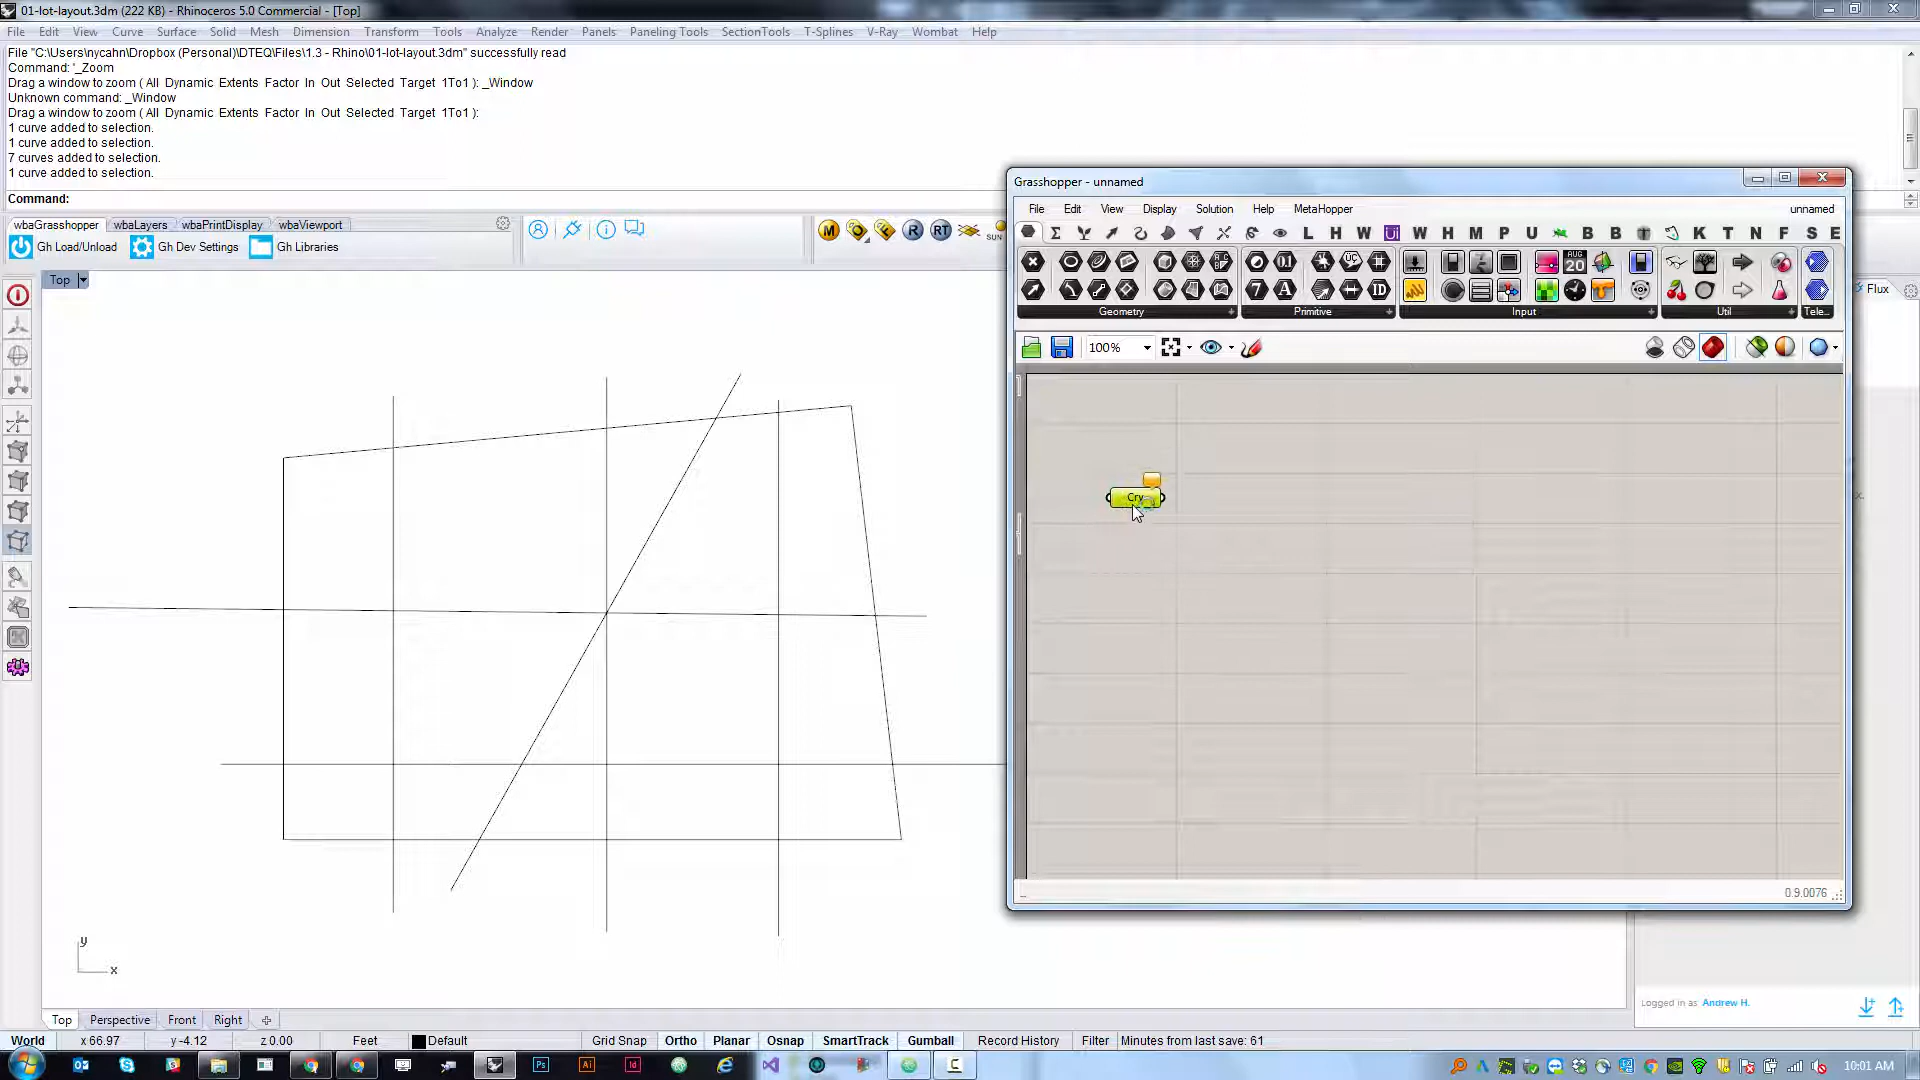 01-lot-layout.3dm (222 KB) - Rhinoceros 5.0 Commercial - [Top]
File Edit View Curve Surface Solid Mesh Dimension Transform Tools Analyze Render Panels Paneling Tools SectionTools T-Splines V-Ray Wombat Help
File "C:\Users\nycahn\Dropbox (Personal)\DTEQ\Files\1.3 - Rhino\01-lot-layout.3dm" successfully read
Command: '_Zoom
Drag a window to zoom ( All Dynamic Extents Factor In Out Selected Target 1To1 ): _Window
Unknown command: _Window
Drag a window to zoom ( All Dynamic Extents Factor In Out Selected Target 1To1 ):
1 curve added to selection.
1 curve added to selection.
7 curves added to selection.
1 curve added to selection.
Command:
wbaGrasshopper wbaLayers wbaPrintDisplay wbaViewport
Gh Load/Unload Gh Dev Settings Gh Libraries
M R RT SUN
Top
Flux
Grasshopper - unnamed
File Edit View Display Solution Help MetaHopper unnamed
L H W Ui W H M P U B B T K T N F S E
Geometry Primitive Input Util Tele...
100%
Crv
0.9.0076
y
x
Logged in as Andrew H.
Top Perspective Front Right
World x 66.97 y -4.12 z 0.00 Feet Default Grid Snap Ortho Planar Osnap SmartTrack Gumball Record History Filter Minutes from last save: 61
10:01 AM